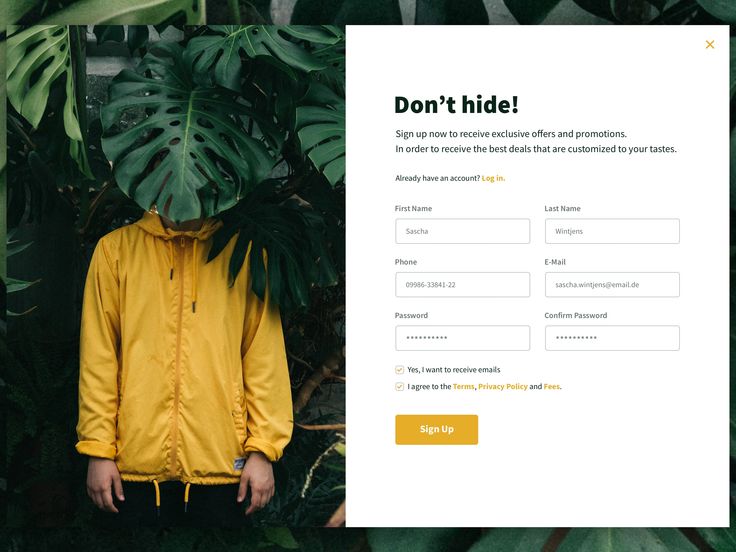 Don't hide!
Sign up now to receive exclusive offers and promotions.
In order to receive the best deals that are customized to your tastes.
Already have an account? Log in.
First Name
Last Name
Sascha
Wintjens
Phone
E-Mail
09986-33841-22
sascha.wintjens@email.de
Password
Confirm Password
**********
**********
Yes, I want to receive emails
I agree to the Terms, Privacy Policy and Fees.
Sign Up